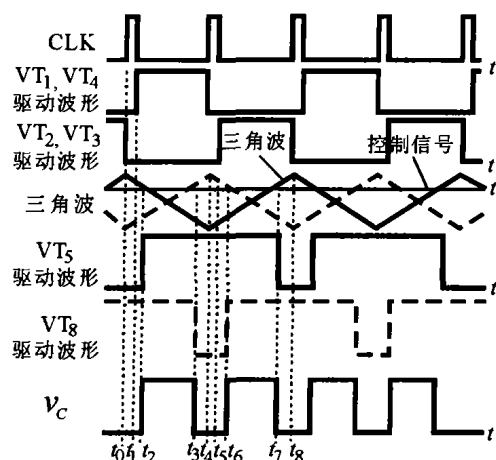 CLK
t
VT₁, VT₄
驱动波形
t
VT₂, VT₃
驱动波形
三角波
控制信号
t
三角波
t
VT₅
驱动波形
t
VT₈
驱动波形
t
v_C
t
t₀ t₁ t₂ t₃ t₄ t₅ t₆ t₇ t₈